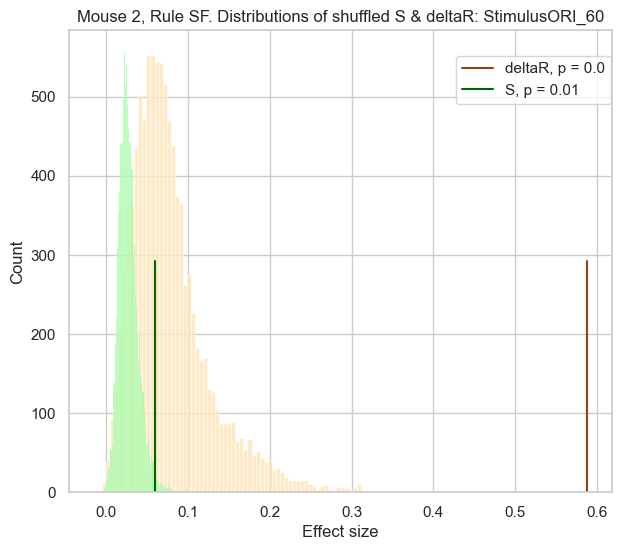 Mouse 2, Rule SF. Distributions of shuffled S & deltaR: StimulusORI_60
deltaR, p = 0.0
S, p = 0.01
Count
500
400
300
200
100
0
0.0 0.1 0.2 0.3 0.4 0.5 0.6
Effect size